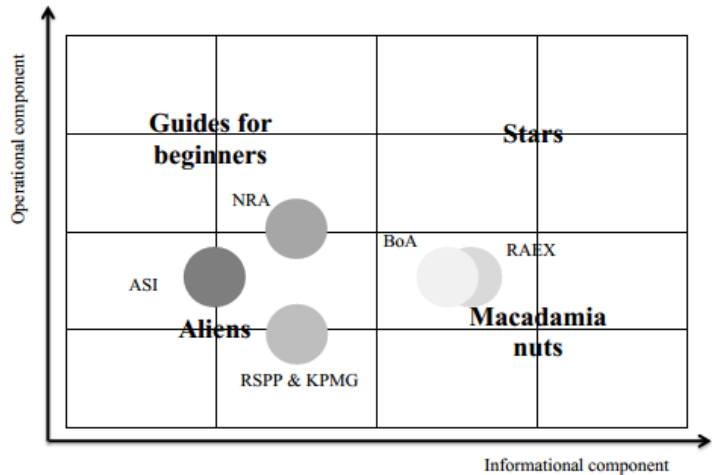 Operational component
Guides for
beginners
Stars
NRA
BoA
RAEX
ASI
Aliens
Macadamia
nuts
RSPP & KPMG
Informational component